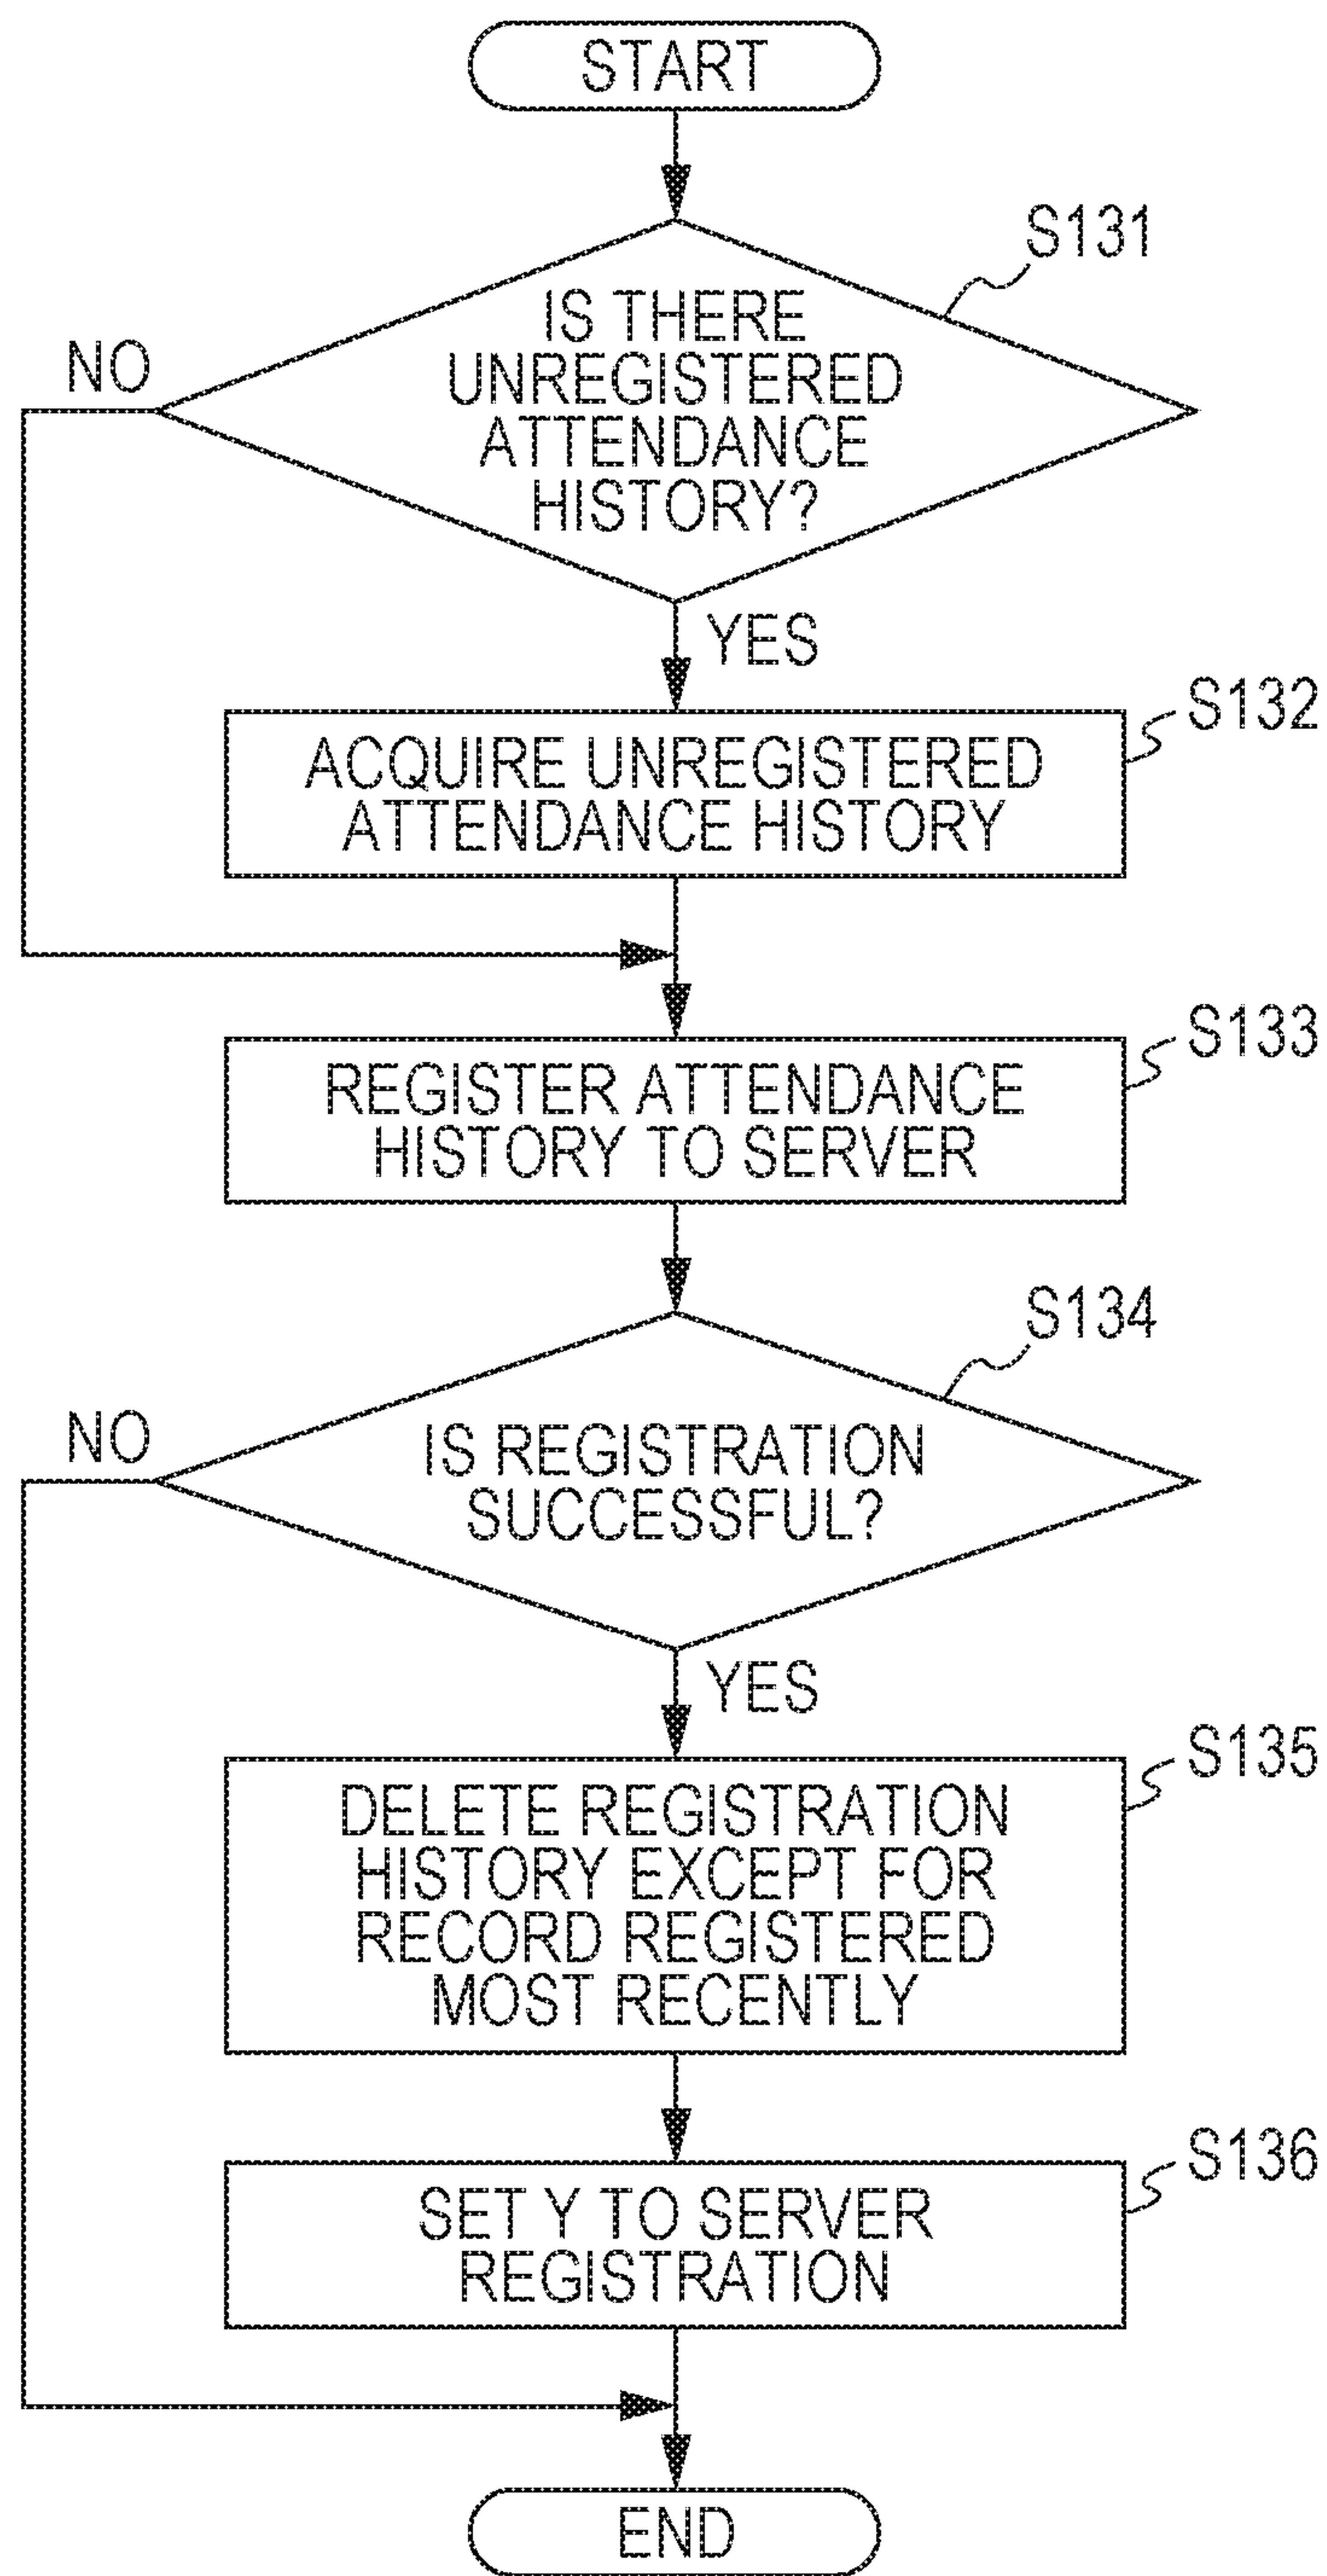 START
S131
IS THERE
UNREGISTERED
ATTENDANCE
HISTORY?
NO
YES
S132
ACQUIRE UNREGISTERED
ATTENDANCE HISTORY
S133
REGISTER ATTENDANCE
HISTORY TO SERVER
S134
NO
IS REGISTRATION
SUCCESSFUL?
YES
S135
DELETE REGISTRATION
HISTORY EXCEPT FOR
RECORD REGISTERED
MOST RECENTLY
S136
SET Y TO SERVER
REGISTRATION
END